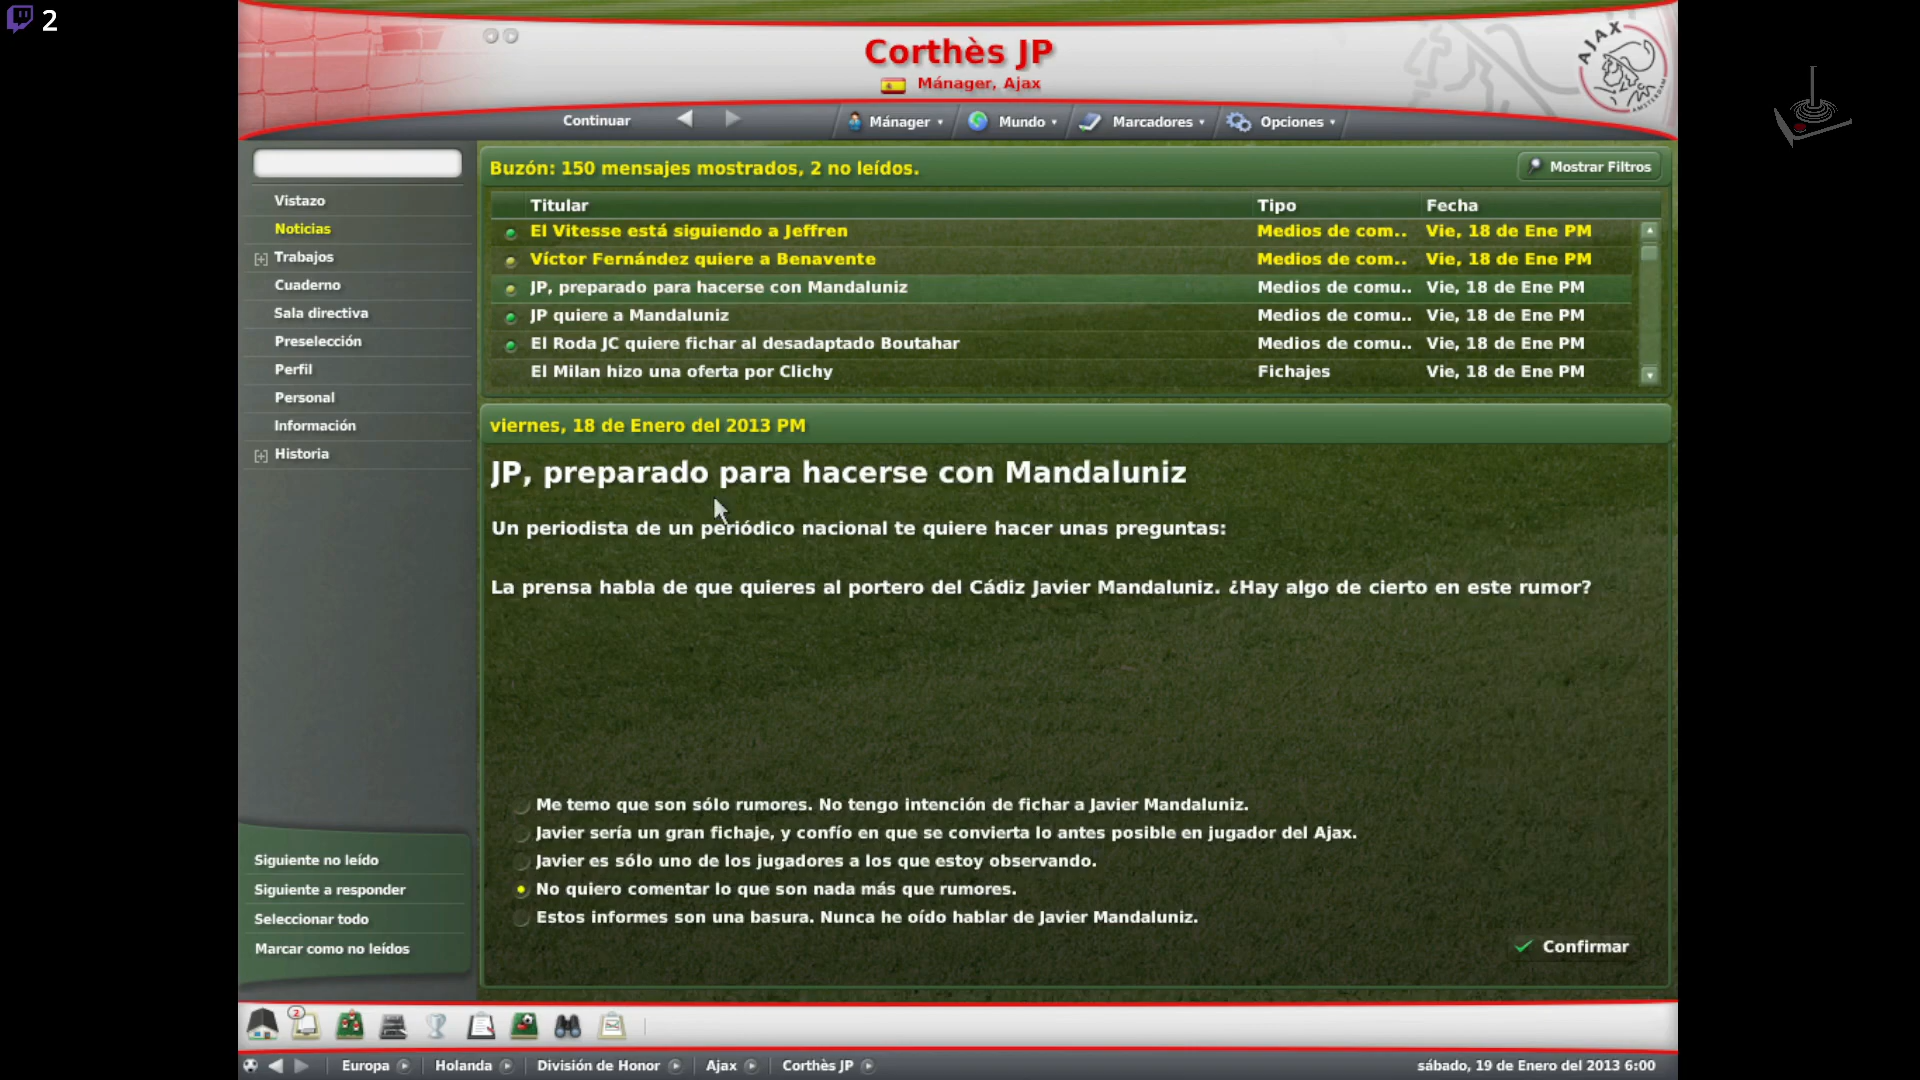 2
Corthès JP
Mánager, Ajax
AJAX
AMSTERDAM
Continuar
Mánager
Mundo
Marcadores
Opciones
Buzón: 150 mensajes mostrados, 2 no leídos.
Mostrar Filtros
Titular Tipo Fecha
El Vitesse está siguiendo a Jeffren Medios de com.. Vie, 18 de Ene PM
Víctor Fernández quiere a Benavente Medios de com.. Vie, 18 de Ene PM
JP, preparado para hacerse con Mandaluniz Medios de comu.. Vie, 18 de Ene PM
JP quiere a Mandaluniz Medios de comu.. Vie, 18 de Ene PM
El Roda JC quiere fichar al desadaptado Boutahar Medios de comu.. Vie, 18 de Ene PM
El Milan hizo una oferta por Clichy Fichajes Vie, 18 de Ene PM
Vistazo
Noticias
[+] Trabajos
Cuaderno
Sala directiva
Preselección
Perfil
Personal
Información
[+] Historia
viernes, 18 de Enero del 2013 PM
JP, preparado para hacerse con Mandaluniz
Un periodista de un periódico nacional te quiere hacer unas preguntas:
La prensa habla de que quieres al portero del Cádiz Javier Mandaluniz. ¿Hay algo de cierto en este rumor?
Me temo que son sólo rumores. No tengo intención de fichar a Javier Mandaluniz.
Javier sería un gran fichaje, y confío en que se convierta lo antes posible en jugador del Ajax.
Javier es sólo uno de los jugadores a los que estoy observando.
No quiero comentar lo que son nada más que rumores.
Estos informes son una basura. Nunca he oído hablar de Javier Mandaluniz.
Confirmar
Siguiente no leído
Siguiente a responder
Seleccionar todo
Marcar como no leídos
2
Europa
Holanda
División de Honor
Ajax
Corthès JP
sábado, 19 de Enero del 2013 6:00